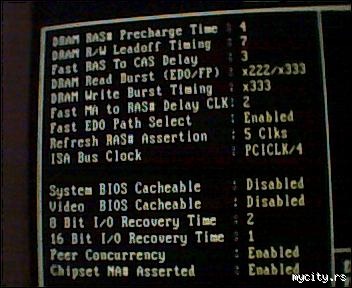 DRAM RAS# Precharge Time : 4
DRAM R/W Leadoff Timing : 7
Fast RAS To CAS Delay : 3
DRAM Read Burst (EDO/FP) : x222/x333
DRAM Write Burst Timing : x333
Fast MA to RAS# Delay CLK: 2
Fast EDO Path Select : Enabled
Refresh RAS# Assertion : 5 Clks
ISA Bus Clock : PCICLK/4
System BIOS Cacheable : Disabled
Video BIOS Cacheable : Disabled
8 Bit I/O Recovery Time : 2
16 Bit I/O Recovery Time : 1
Peer Concurrency : Enabled
Chipset NA# Asserted : Enabled
mycity.rs